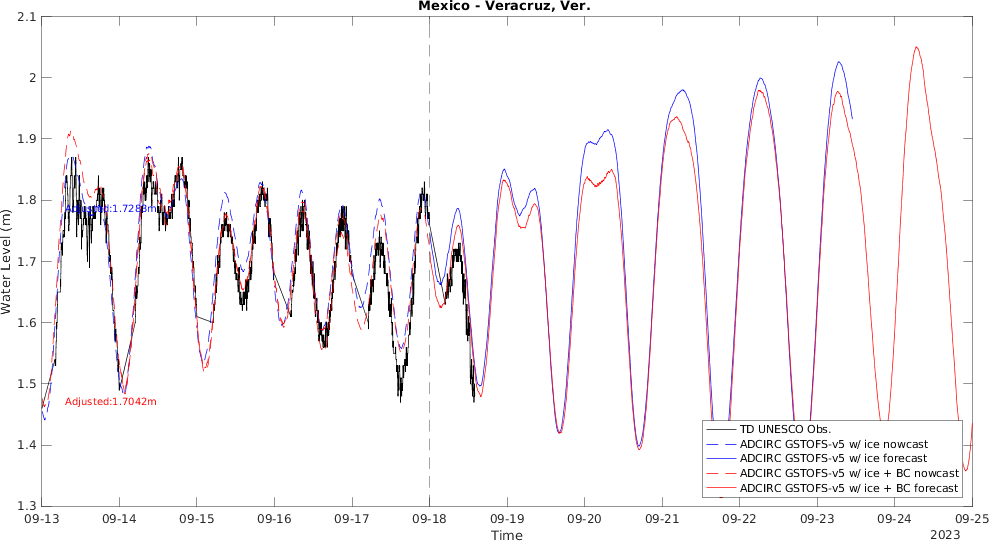 Mexico - Veracruz, Ver.
2.1
2
1.9
1.8
1.7
1.6
1.5
1.4
1.3
Water Level (m)
Adjusted:1.7288m
Adjusted:1.7042m
TD UNESCO Obs.
ADCIRC GSTOFS-v5 w/ ice nowcast
ADCIRC GSTOFS-v5 w/ ice forecast
ADCIRC GSTOFS-v5 w/ ice + BC nowcast
ADCIRC GSTOFS-v5 w/ ice + BC forecast
09-13 09-14 09-15 09-16 09-17 09-18 09-19 09-20 09-21 09-22 09-23 09-24 09-25
Time
2023